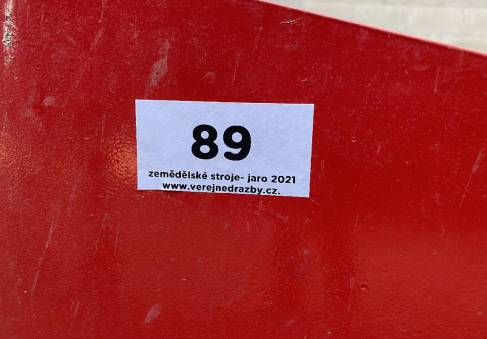 89
zemědělské stroje- jaro 2021
www.verejnedrazby.cz.